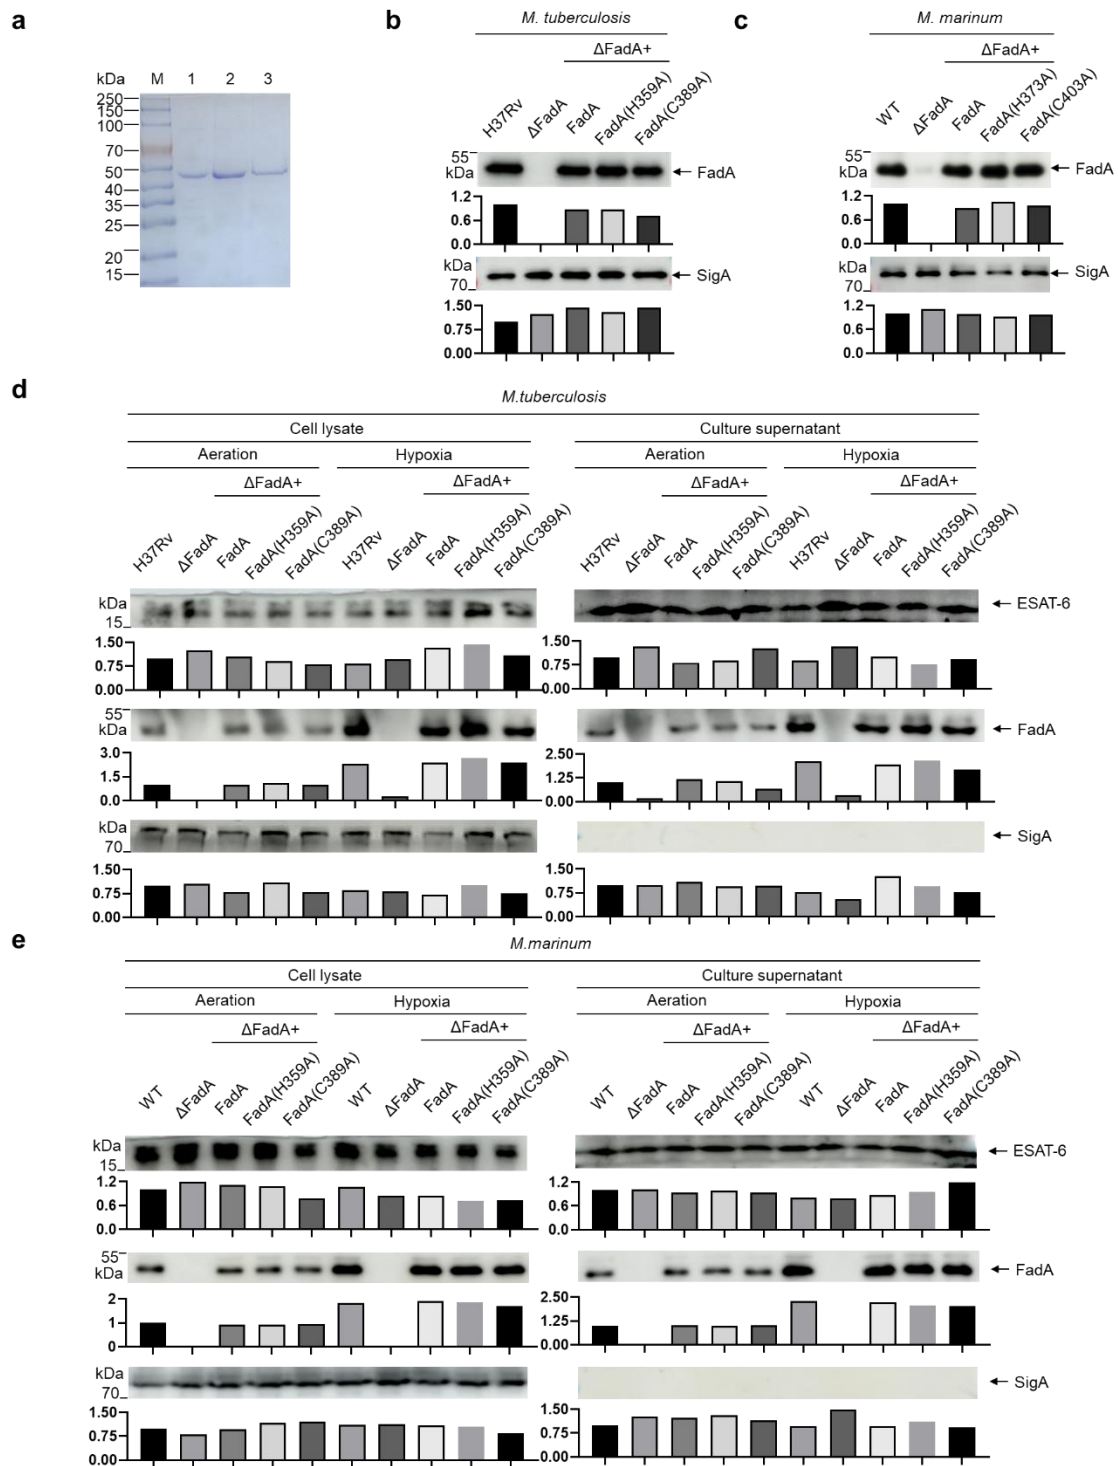 a
kDa M 1 2 3
250
150
100
70
50
40
35
25
20
15
b
M. tuberculosis
ΔFadA+
H37Rv
ΔFadA
FadA
FadA(H359A)
FadA(C389A)
55
kDa
FadA
1.2
0.6
0.0
kDa
70
SigA
1.50
0.75
0.00
c
M. marinum
ΔFadA+
WT
ΔFadA
FadA
FadA(H373A)
FadA(C403A)
55
kDa
FadA
1.2
0.6
0.0
kDa
70
SigA
1.2
0.6
0.0
d
M.tuberculosis
Cell lysate Culture supernatant
Aeration Hypoxia Aeration Hypoxia
ΔFadA+ ΔFadA+ ΔFadA+ ΔFadA+
H37Rv ΔFadA FadA FadA(H359A) FadA(C389A) H37Rv ΔFadA FadA FadA(H359A) FadA(C389A) H37Rv ΔFadA FadA FadA(H359A) FadA(C389A) H37Rv ΔFadA FadA FadA(H359A) FadA(C389A)
kDa
15
ESAT-6
1.50 1.50
0.75 0.75
0.00 0.00
55
kDa
FadA
3.0 2.50
1.5 1.25
0.0 0.00
kDa
70
SigA
1.50 1.50
0.75 0.75
0.00 0.00
e
M.marinum
Cell lysate Culture supernatant
Aeration Hypoxia Aeration Hypoxia
ΔFadA+ ΔFadA+ ΔFadA+ ΔFadA+
WT ΔFadA FadA FadA(H359A) FadA(C389A) WT ΔFadA FadA FadA(H359A) FadA(C389A) WT ΔFadA FadA FadA(H359A) FadA(C389A) WT ΔFadA FadA FadA(H359A) FadA(C389A)
kDa
15
ESAT-6
1.2 1.2
0.6 0.6
0.0 0.0
55
kDa
FadA
2 2.50
1 1.25
0 0.00
kDa
70
SigA
1.50 1.50
0.75 0.75
0.00 0.00